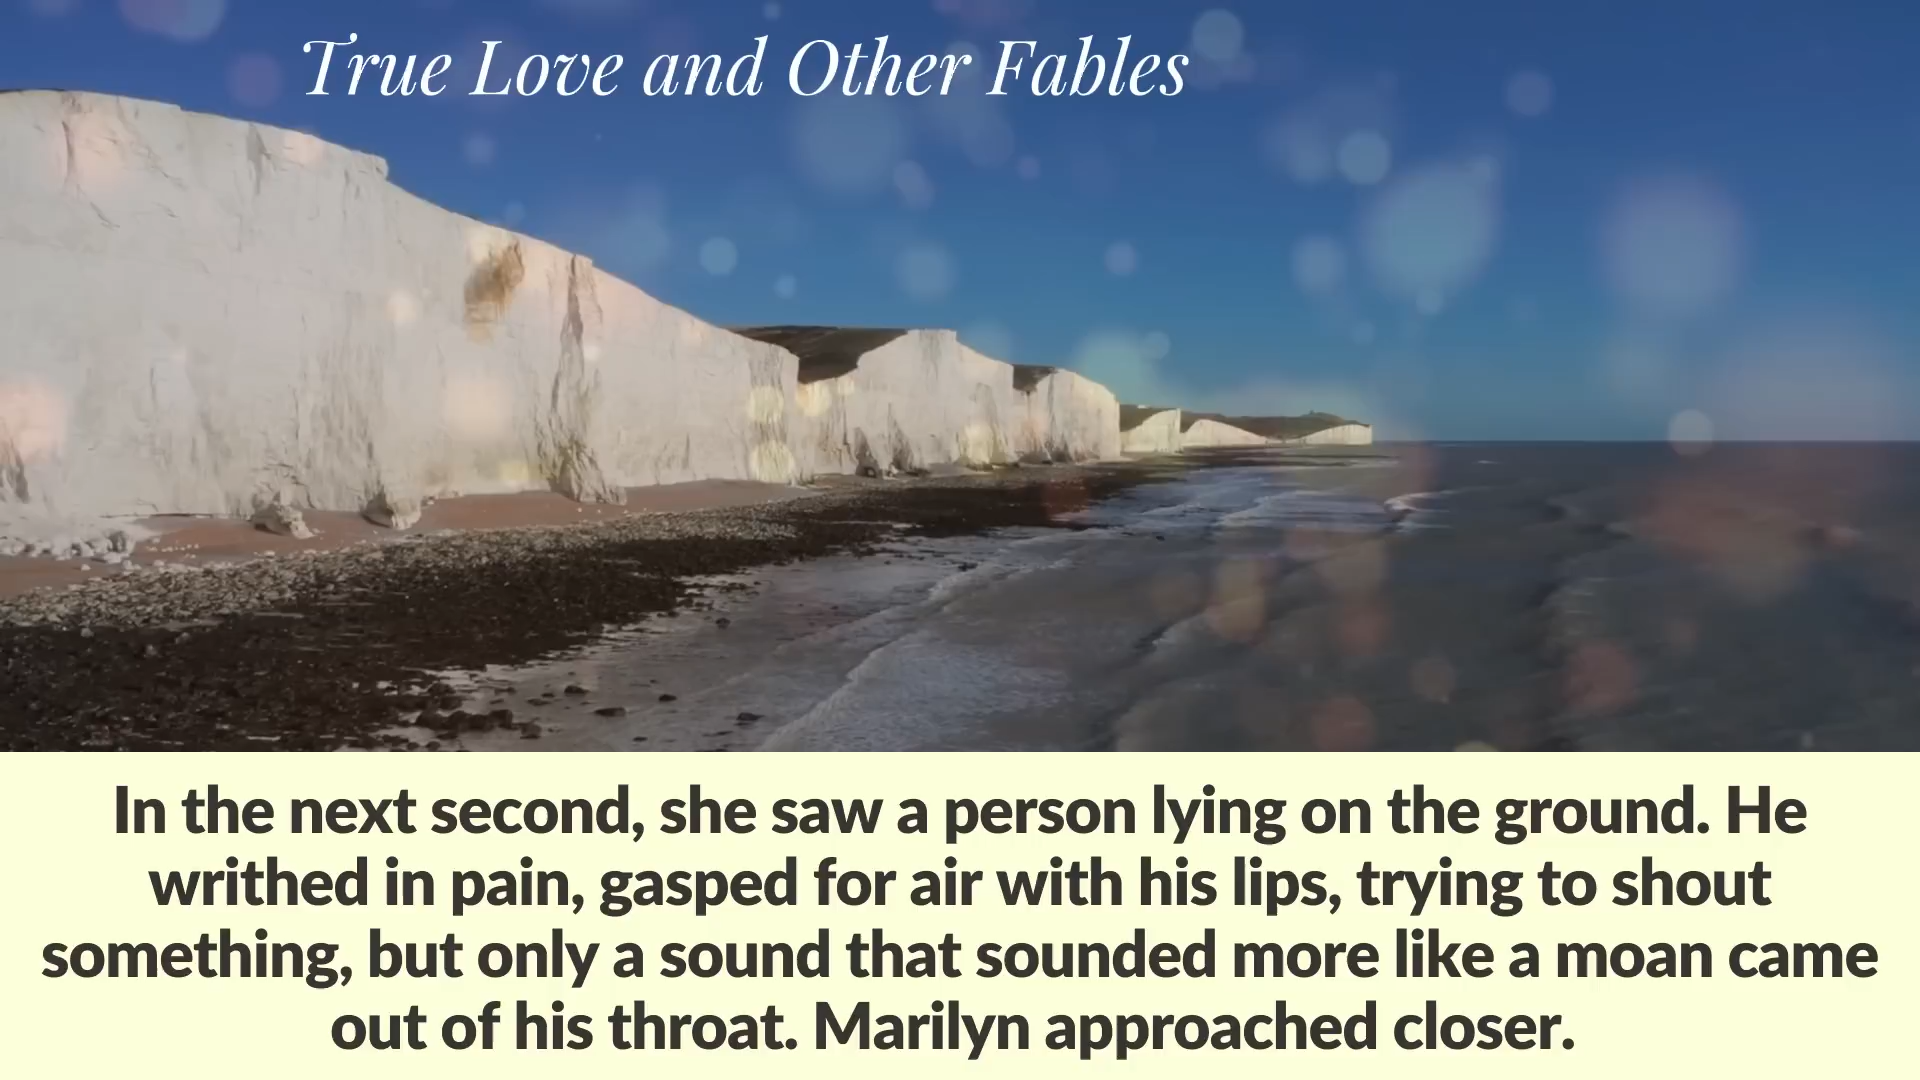 True Love and Other Fables
In the next second, she saw a person lying on the ground. He
writhed in pain, gasped for air with his lips, trying to shout
something, but only a sound that sounded more like a moan came
out of his throat. Marilyn approached closer.